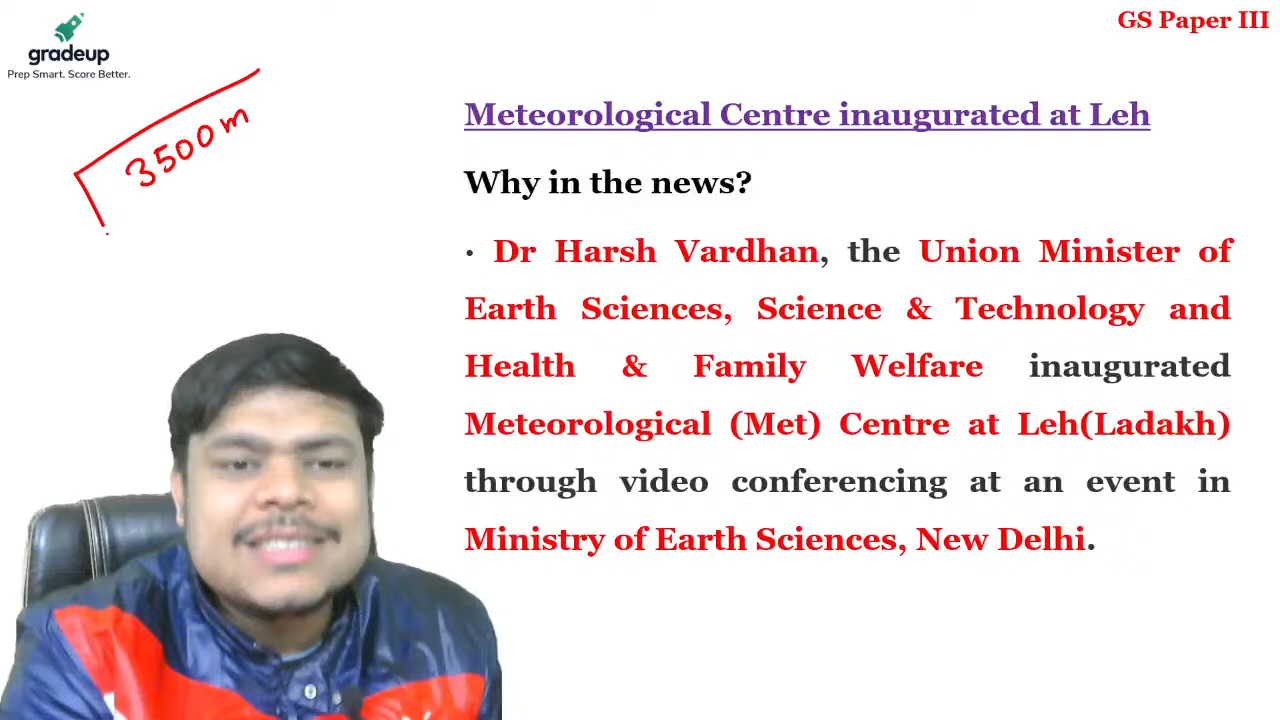 GS Paper III
gradeup
Prep Smart. Score Better.
3500m
Meteorological Centre inaugurated at Leh
Why in the news?
· Dr Harsh Vardhan, the Union Minister of
Earth Sciences, Science & Technology and
Health & Family Welfare inaugurated
Meteorological (Met) Centre at Leh(Ladakh)
through video conferencing at an event in
Ministry of Earth Sciences, New Delhi.